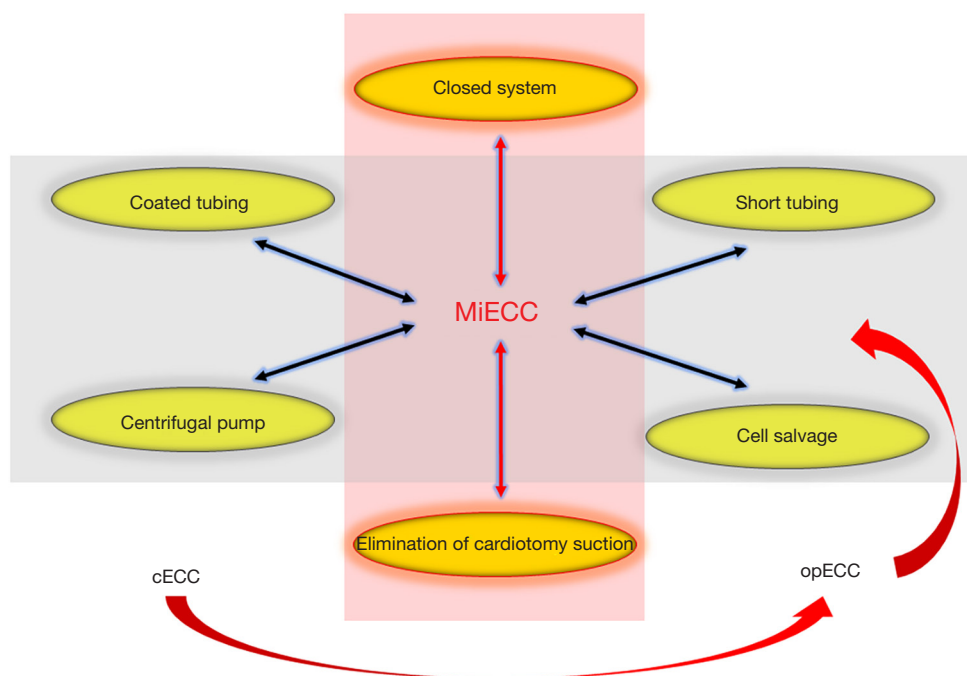 Closed system
Coated tubing
Short tubing
MiECC
Centrifugal pump
Cell salvage
Elimination of cardiotomy suction
cECC
opECC